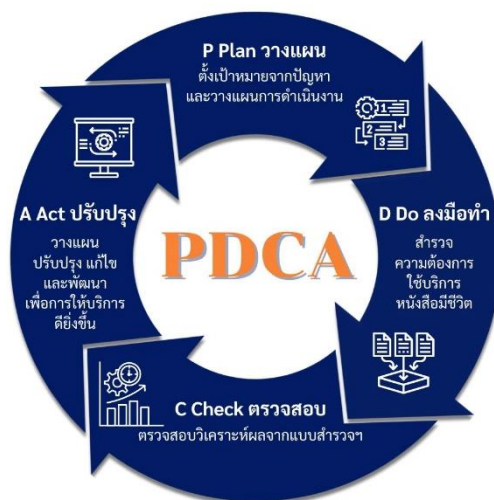 P Plan วางแผน
ตั้งเป้าหมายจากปัญหา
และวางแผนการดำเนินงาน
1
2
3
D Do ลงมือทำ
สำรวจ
ความต้องการ
ใช้บริการ
หนังสือมีชีวิต
C Check ตรวจสอบ
ตรวจสอบวิเคราะห์ผลจากแบบสำรวจฯ
A Act ปรับปรุง
วางแผน
ปรับปรุง แก้ไข
และพัฒนา
เพื่อการให้บริการ
ดียิ่งขึ้น
PDCA